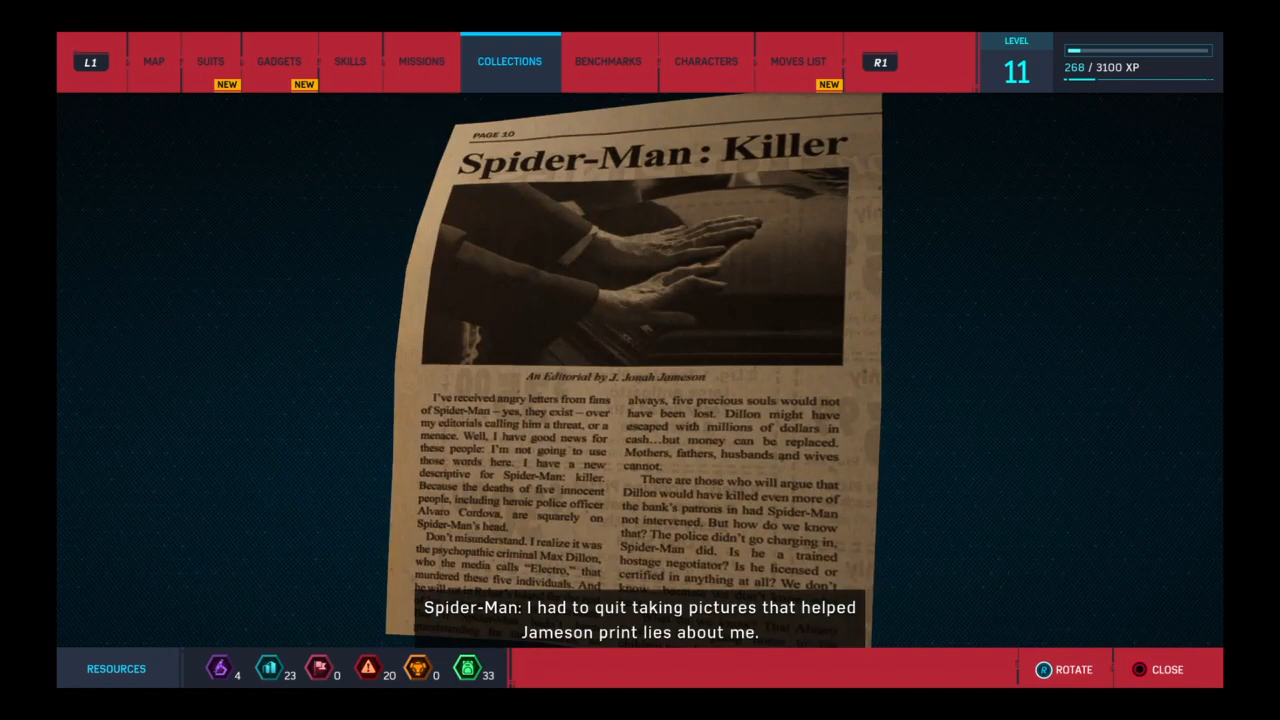 L1
MAP
SUITS
NEW
GADGETS
NEW
SKILLS
MISSIONS
COLLECTIONS
BENCHMARKS
CHARACTERS
MOVES LIST
NEW
R1
LEVEL
11
268 / 3100 XP
PAGE 10
Spider-Man: Killer
An Editorial by J. Jonah Jameson
I've received angry letters from fans
of Spider-Man – yes, they exist – over
my editorials calling him a threat, or a
menace. Well, I have good news for
these people: I'm not going to use
those words here. I have a new
descriptive for Spider-Man: killer.
Because the deaths of five innocent
people, including heroic police officer
Alvaro Cordova, are squarely on
Spider-Man's head.
Don't misunderstand. I realize it was
the psychopathic criminal Max Dillon,
who the media calls "Electro," that
murdered these five individuals. And
he will rot in
always, five precious souls would not
have been lost. Dillon might have
escaped with millions of dollars in
cash...but money can be replaced.
Mothers, fathers, husbands and wives
cannot.
There are those who will argue that
Dillon would have killed even more of
the bank's patrons in had Spider-Man
not intervened. But how do we know
that? The police didn't go charging in,
Spider-Man did. Is he a trained
hostage negotiator? Is he licensed or
certified in anything at all? We don't
Spider-Man: I had to quit taking pictures that helped
Jameson print lies about me.
RESOURCES
4
23
0
20
0
33
R ROTATE
CLOSE